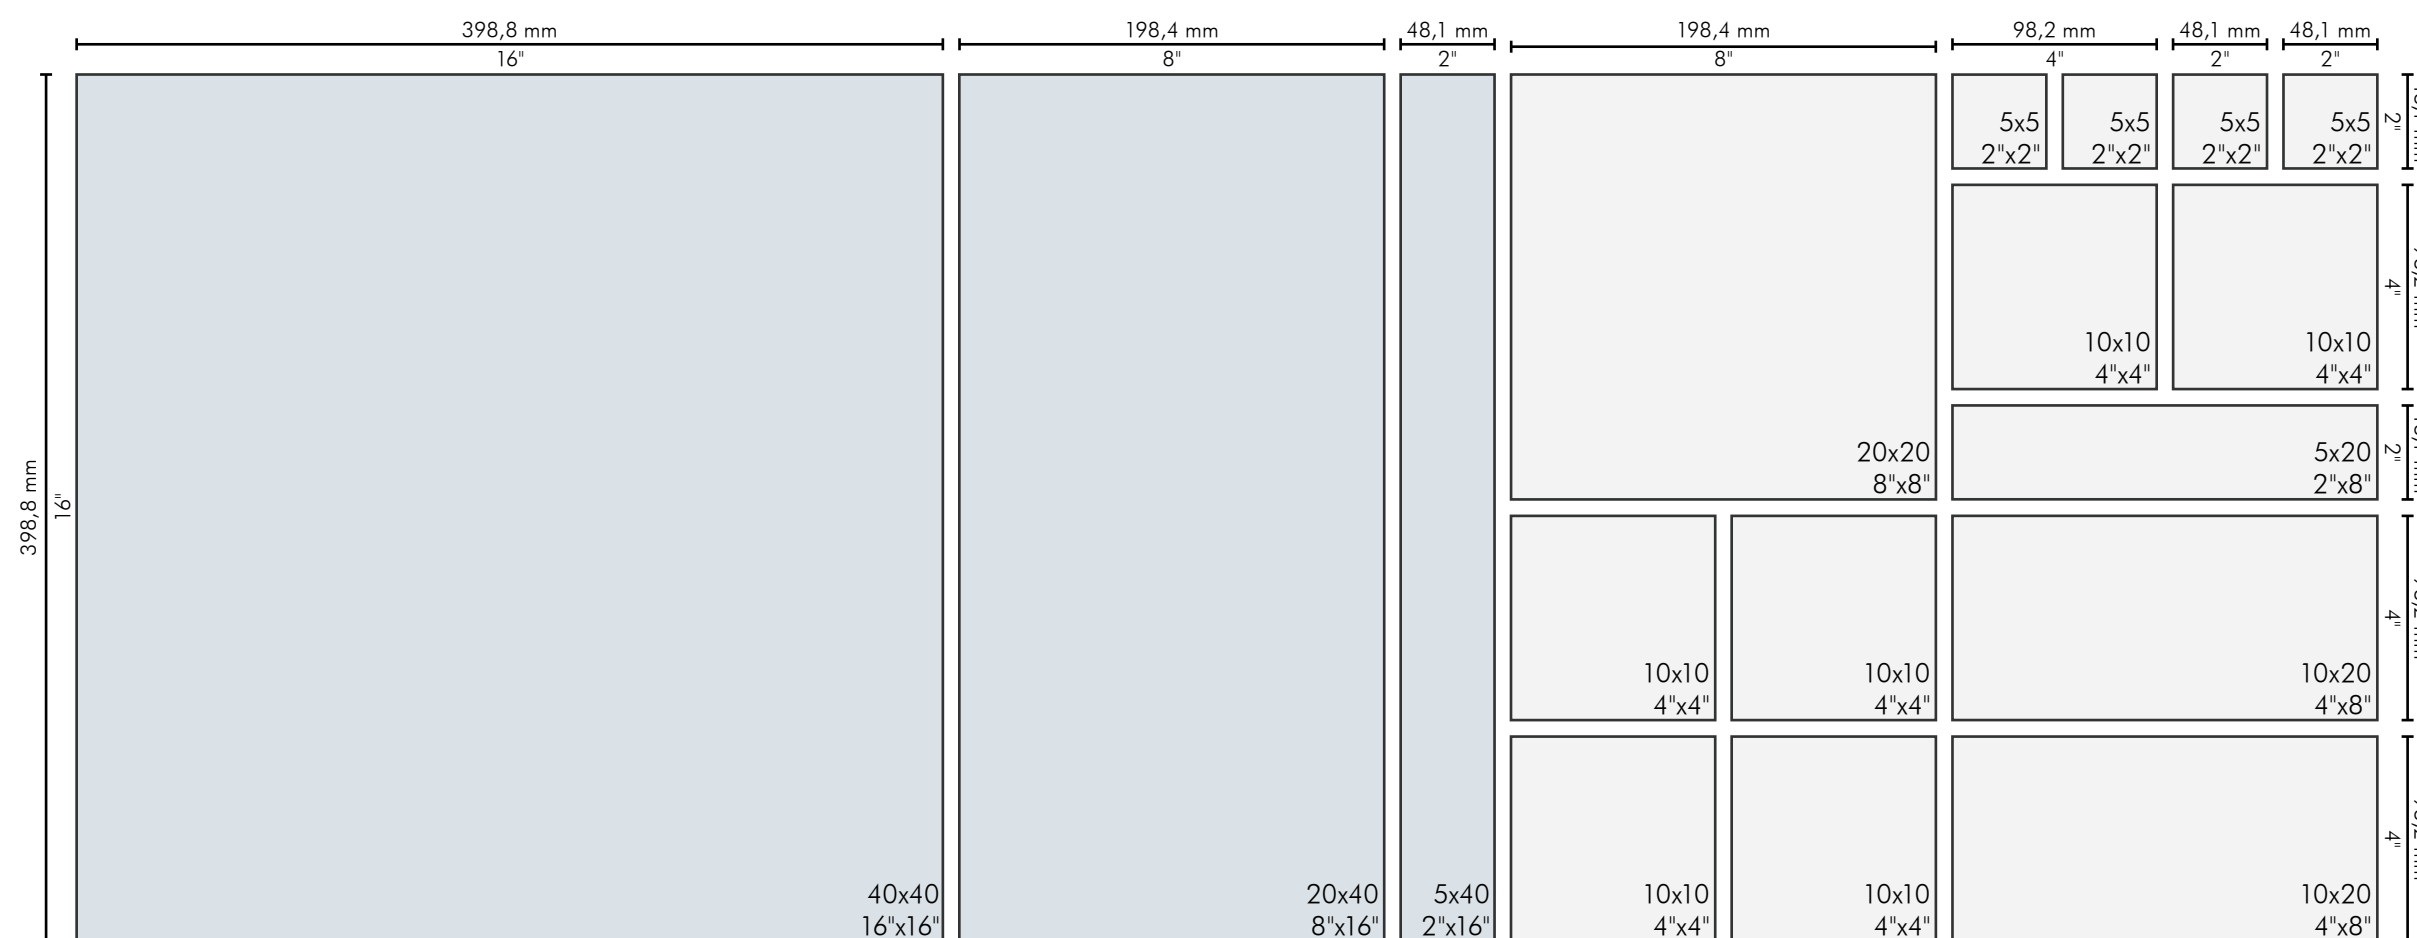 398,8 mm
16"
198,4 mm
8"
48,1 mm
2"
198,4 mm
8"
98,2 mm
4"
48,1 mm
2"
48,1 mm
2"
398,8 mm
16"
5x5
2"x2"
5x5
2"x2"
5x5
2"x2"
5x5
2"x2"
2"
10x10
4"x4"
10x10
4"x4"
4"
20x20
8"x8"
5x20
2"x8"
2"
10x10
4"x4"
10x10
4"x4"
10x20
4"x8"
4"
40x40
16"x16"
20x40
8"x16"
5x40
2"x16"
10x10
4"x4"
10x10
4"x4"
10x20
4"x8"
4"